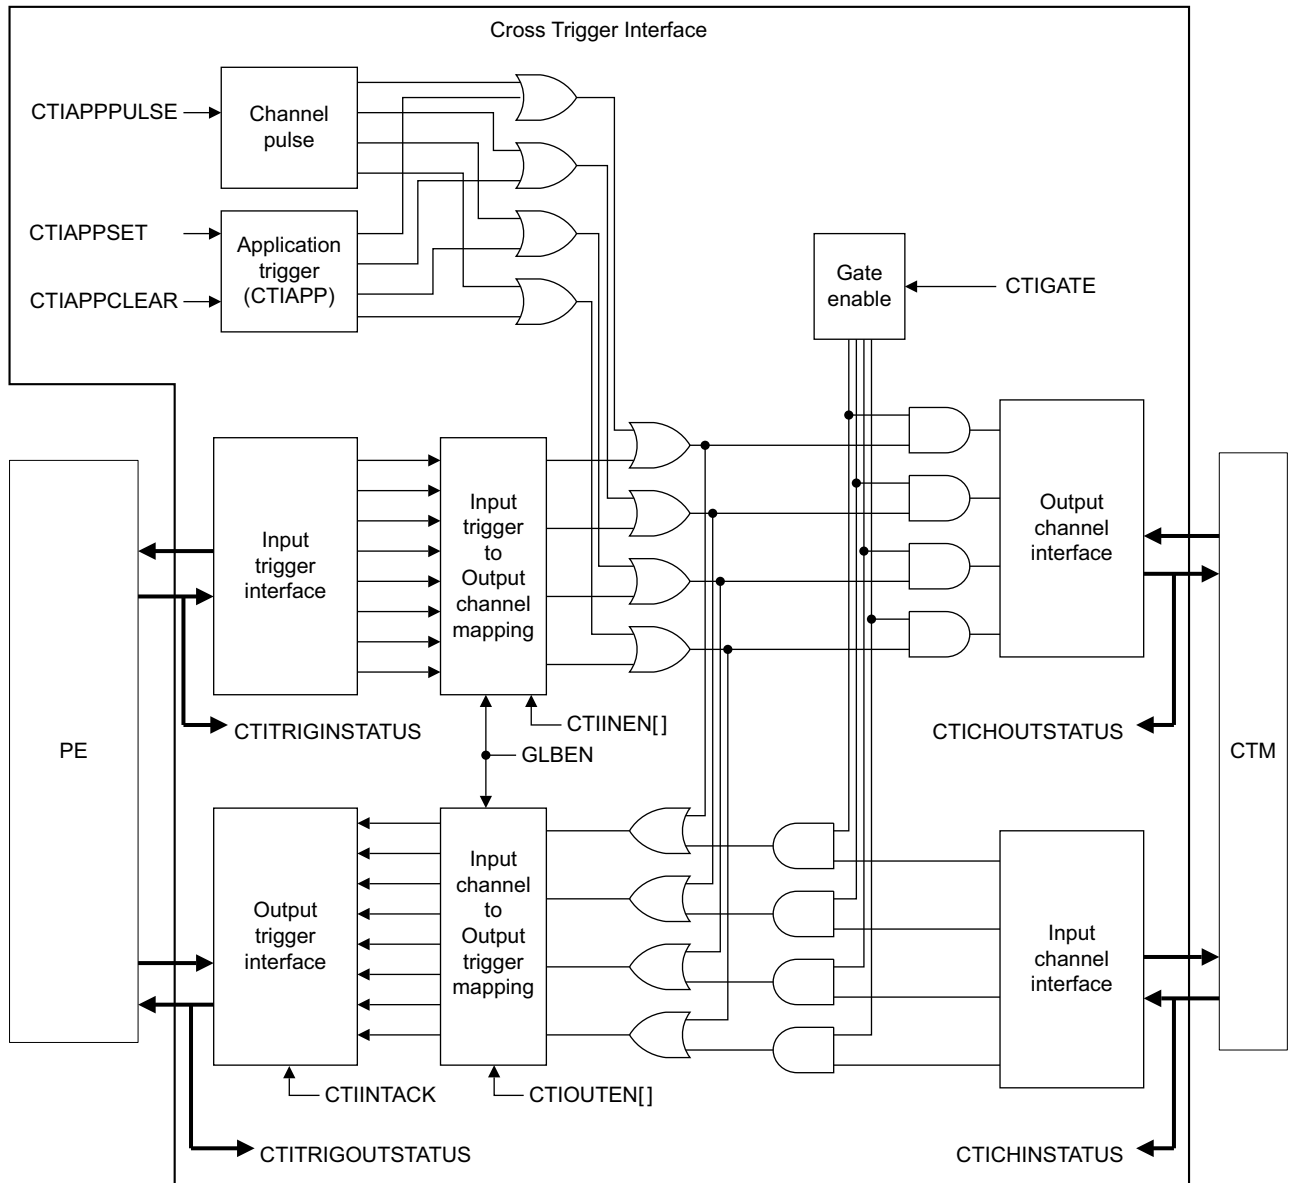 Cross Trigger Interface
CTIAPPPULSE
Channel
pulse
CTIAPPSET
CTIAPPCLEAR
Application
trigger
(CTIAPP)
Gate
enable
CTIGATE
PE
Input
trigger
interface
Input
trigger
to
Output
channel
mapping
Output
channel
interface
CTM
CTITRIGINSTATUS
CTIINEN[]
GLBEN
CTICHOUTSTATUS
Output
trigger
interface
Input
channel
to
Output
trigger
mapping
Input
channel
interface
CTIINTACK
CTIOUTEN[]
CTITRIGOUTSTATUS
CTICHINSTATUS